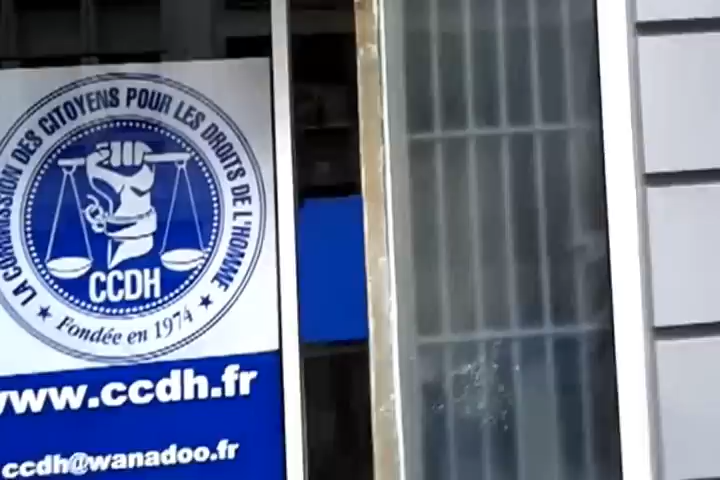 LA COMMISSION DES CITOYENS POUR LES DROITS DE L'HOMME
CCDH
★ Fondée en 1974 ★
www.ccdh.fr
ccdh@wanadoo.fr